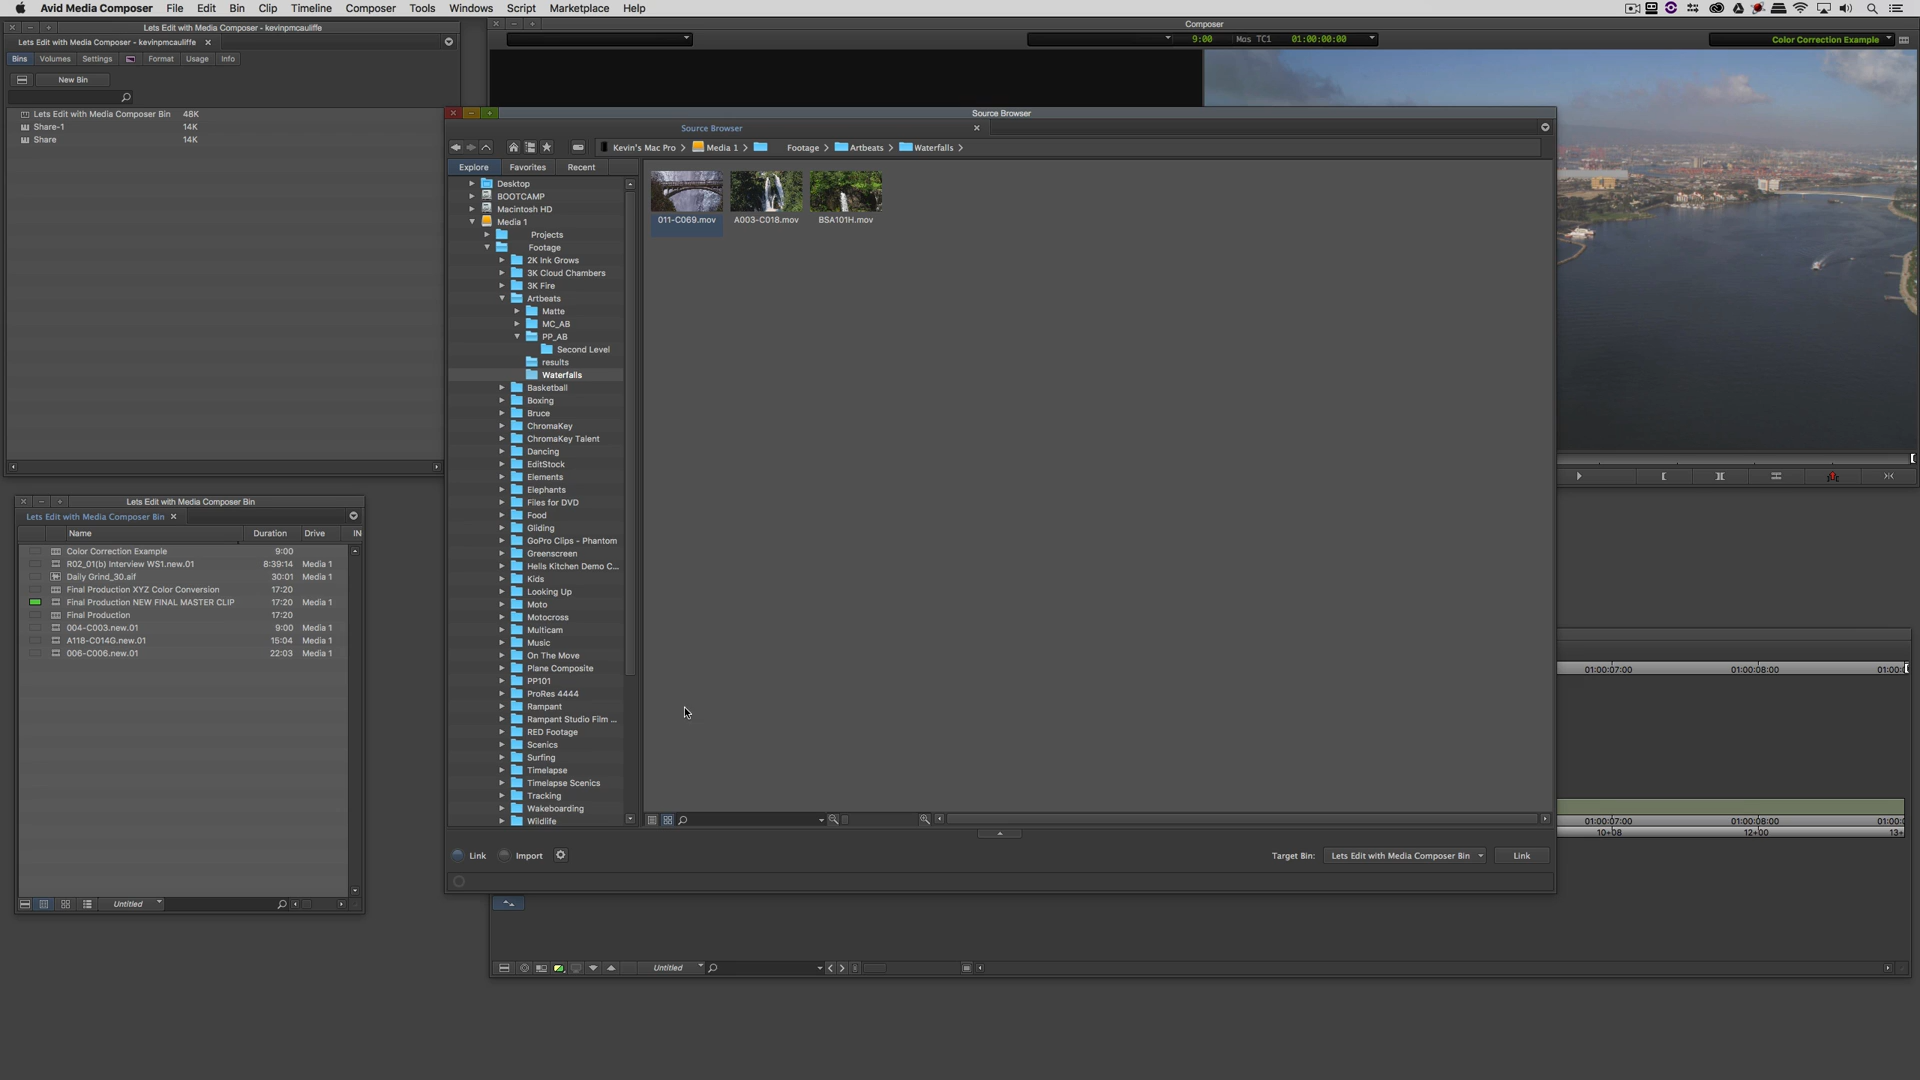 Avid Media Composer File Edit Bin Clip Timeline Composer Tools Windows Script Marketplace Help
Lets Edit with Media Composer - kevinpmcauliffe
Lets Edit with Media Composer - kevinpmcauliffe
Bins Volumes Settings Format Usage Info
New Bin
Lets Edit with Media Composer Bin 48K
Share-1 14K
Share 14K
Composer
9:00 Mas TC1 01:00:00:00
Color Correction Example
Source Browser
Source Browser
Kevin's Mac Pro Media 1 Footage Artbeats Waterfalls
Explore Favorites Recent
Desktop
BOOTCAMP
Macintosh HD
Media 1
Projects
Footage
2K Ink Grows
3K Cloud Chambers
3K Fire
Artbeats
Matte
MC_AB
PP_AB
Second Level
results
Waterfalls
Basketball
Boxing
Bruce
ChromaKey
ChromaKey Talent
Dancing
EditStock
Elements
Elephants
Files for DVD
Food
Gliding
GoPro Clips - Phantom
Greenscreen
Hells Kitchen Demo C...
Kids
Looking Up
Moto
Motocross
Multicam
Music
On The Move
Plane Composite
PP101
ProRes 4444
Rampant
Rampant Studio Film ...
RED Footage
Scenics
Surfing
Timelapse
Timelapse Scenics
Tracking
Wakeboarding
Wildlife
011-C069.mov A003-C018.mov BSA101H.mov
Link Import
Target Bin: Lets Edit with Media Composer Bin Link
Lets Edit with Media Composer Bin
Lets Edit with Media Composer Bin
Name Duration Drive IN
Color Correction Example 9:00
R02_01(b) Interview WS1.new.01 8:39:14 Media 1
Daily Grind_30.aif 30:01 Media 1
Final Production XYZ Color Conversion 17:20
Final Production NEW FINAL MASTER CLIP 17:20 Media 1
Final Production 17:20
004-C003.new.01 9:00 Media 1
A118-C014G.new.01 15:04 Media 1
006-C006.new.01 22:03 Media 1
Untitled
01:00:07:00 01:00:08:00 01:00:
01:00:07:00 01:00:08:00 01:00:
10+08 12+00 13+
Untitled